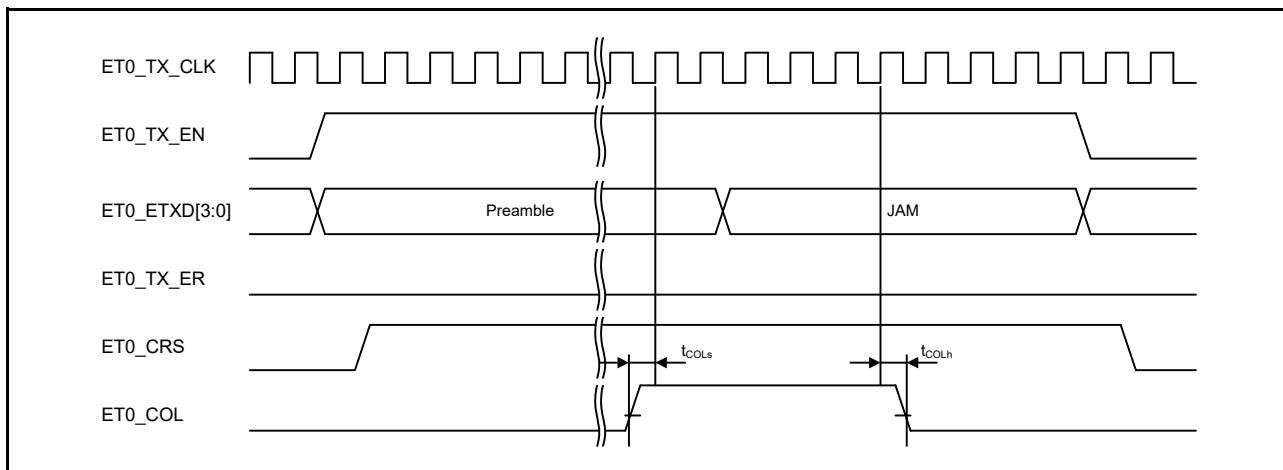 ET0_TX_CLK
ET0_TX_EN
ET0_ETXD[3:0]
Preamble
JAM
ET0_TX_ER
ET0_CRS
tCOLs
tCOLh
ET0_COL